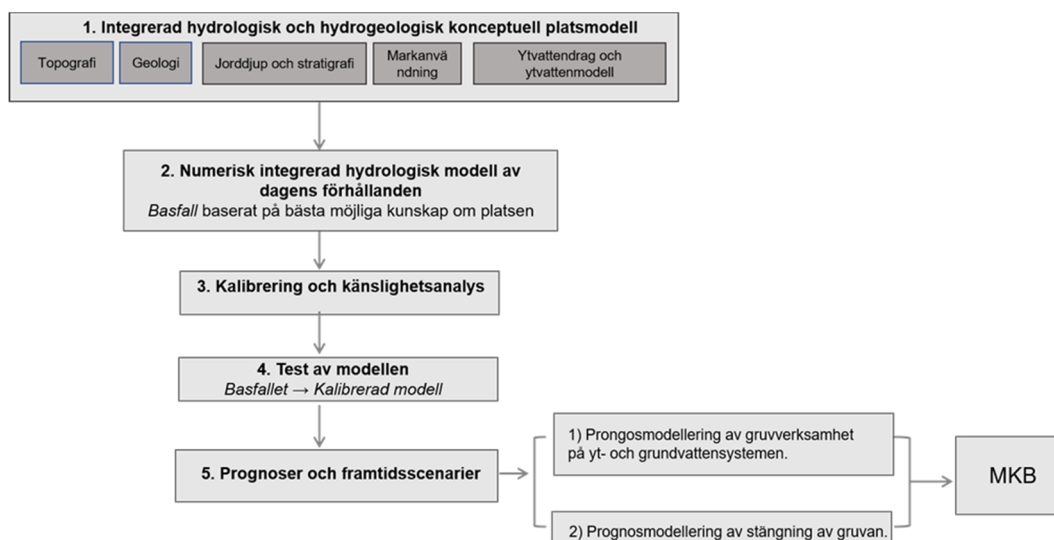 1. Integrerad hydrologisk och hydrogeologisk konceptuell platsmodell
Topografi
Geologi
Jorddjup och stratigrafi
Markanvä
ndning
Ytvattendrag och
ytvattenmodell
2. Numerisk integrerad hydrologisk modell av
dagens förhållanden
Basfall baserat på bästa möjliga kunskap om platsen
3. Kalibrering och känslighetsanalys
4. Test av modellen
Basfallet → Kalibrerad modell
5. Prognoser och framtidsscenarier
1) Prongosmodellering av gruvverksamhet
på yt- och grundvattensystemen.
2) Prognosmodellering av stängning av gruvan.
MKB